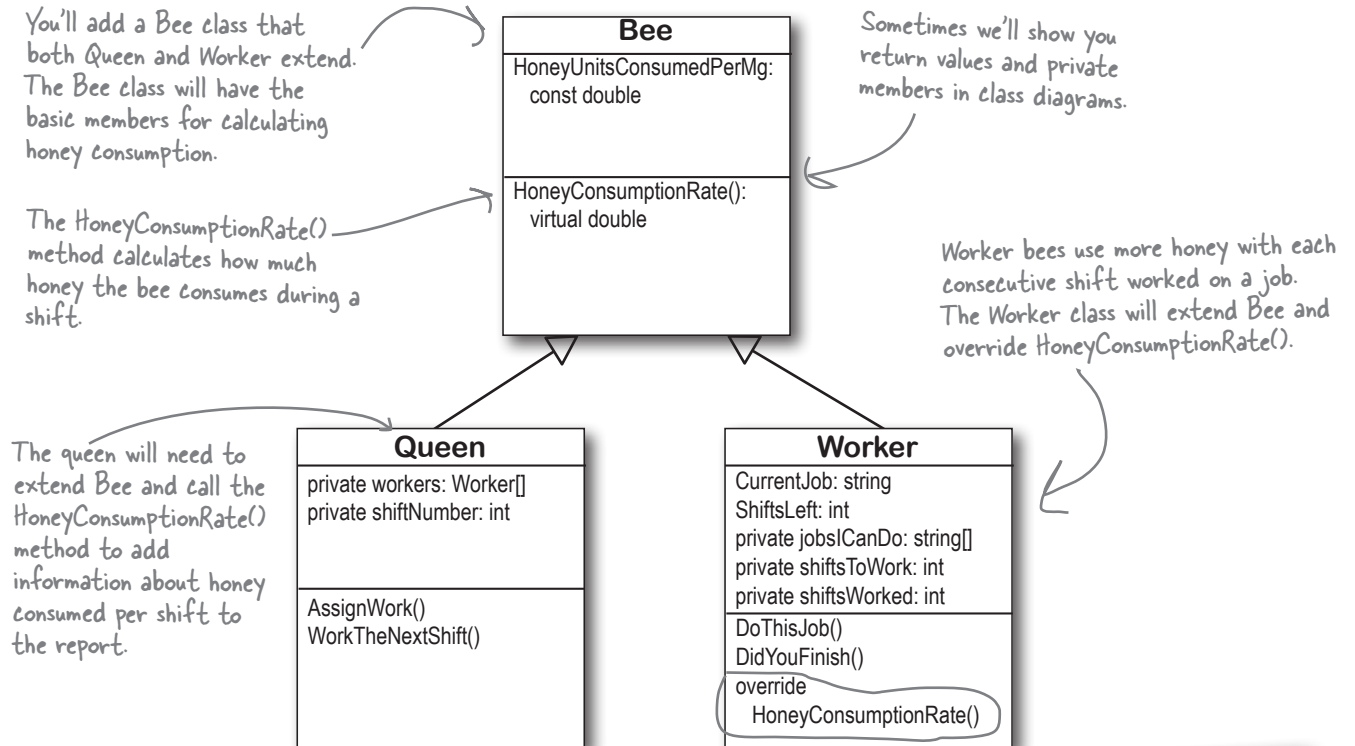 You'll add a Bee class that
both Queen and Worker extend.
The Bee class will have the
basic members for calculating
honey consumption.
Bee
HoneyUnitsConsumedPerMg:
const double
HoneyConsumptionRate():
virtual double
Sometimes we'll show you
return values and private
members in class diagrams.
The HoneyConsumptionRate()
method calculates how much
honey the bee consumes during a
shift.
Worker bees use more honey with each
consecutive shift worked on a job.
The Worker class will extend Bee and
override HoneyConsumptionRate().
The queen will need to
extend Bee and call the
HoneyConsumptionRate()
method to add
information about honey
consumed per shift to
the report.
Queen
private workers: Worker[]
private shiftNumber: int
AssignWork()
WorkTheNextShift()
Worker
CurrentJob: string
ShiftsLeft: int
private jobsICanDo: string[]
private shiftsToWork: int
private shiftsWorked: int
DoThisJob()
DidYouFinish()
override
HoneyConsumptionRate()